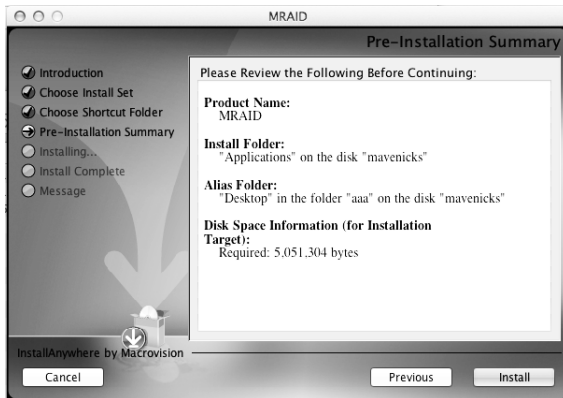 MRAID
Pre-Installation Summary
Introduction
Choose Install Set
Choose Shortcut Folder
Pre-Installation Summary
Installing...
Install Complete
Message
Please Review the Following Before Continuing:
Product Name:
MRAID
Install Folder:
"Applications" on the disk "mavenicks"
Alias Folder:
"Desktop" in the folder "aaa" on the disk "mavenicks"
Disk Space Information (for Installation
Target):
Required: 5,051,304 bytes
InstallAnywhere by Macrovision
Cancel
Previous
Install